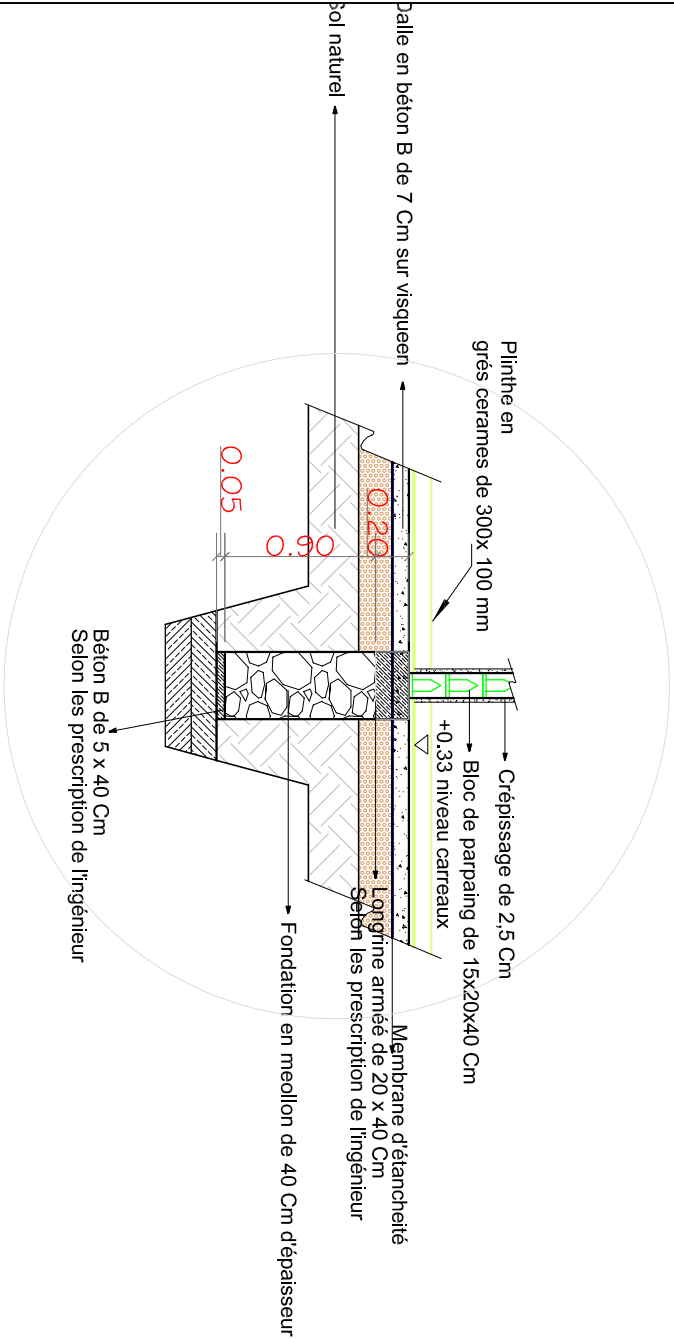 Crépissage de 2,5 Cm
Plinthe en
grés cerames de 300x 100 mm
Bloc de parpaing de 15x20x40 Cm
+0.33 niveau carreaux
Dalle en béton B de 7 Cm sur visqueen
Membrane d'étancheité
Longrine arméé de 20 x 40 Cm
Selon les prescription de l'ingénieur
Sol naturel
0.20
0.90
0.05
Fondation en meollon de 40 Cm d'épaisseur
Béton B de 5 x 40 Cm
Selon les prescription de l'ingénieur